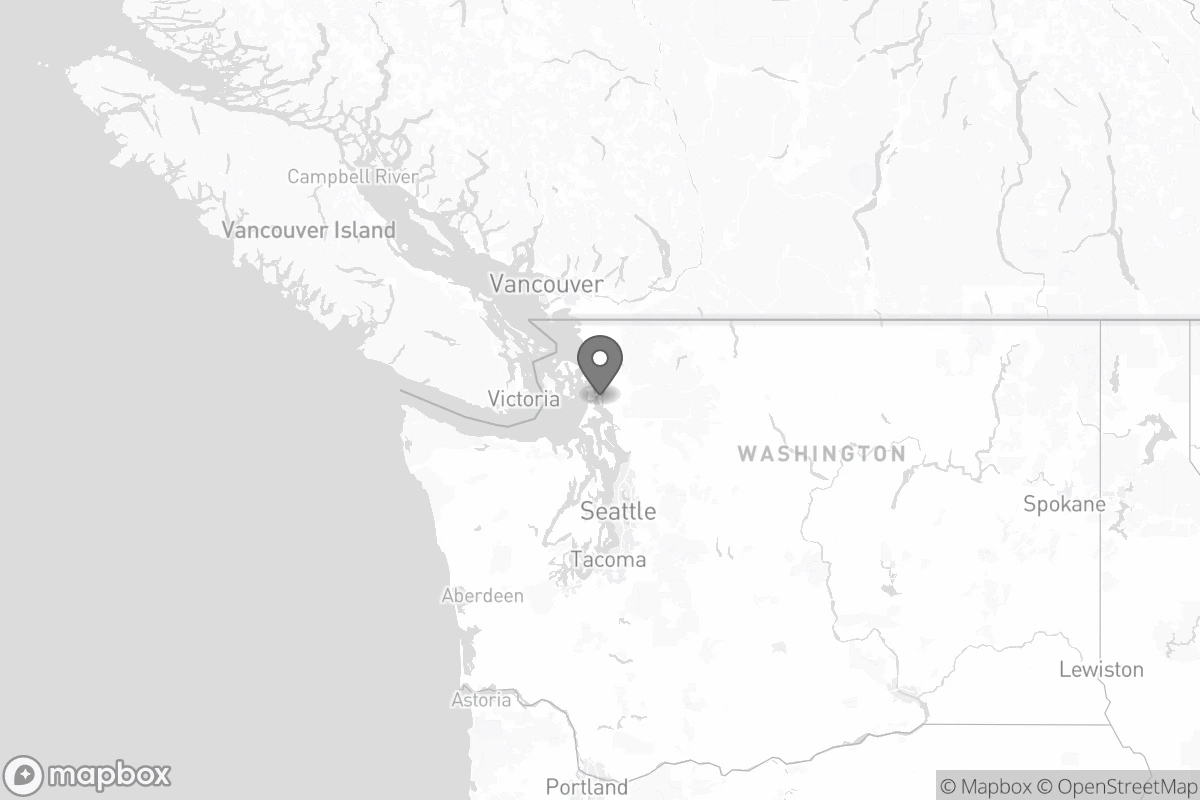 Campbell River
Vancouver Island
Vancouver
Victoria
WASHINGTON
Spokane
Seattle
Tacoma
Aberdeen
Lewiston
Astoria
Portland
mapbox
© Mapbox © OpenStreetMap